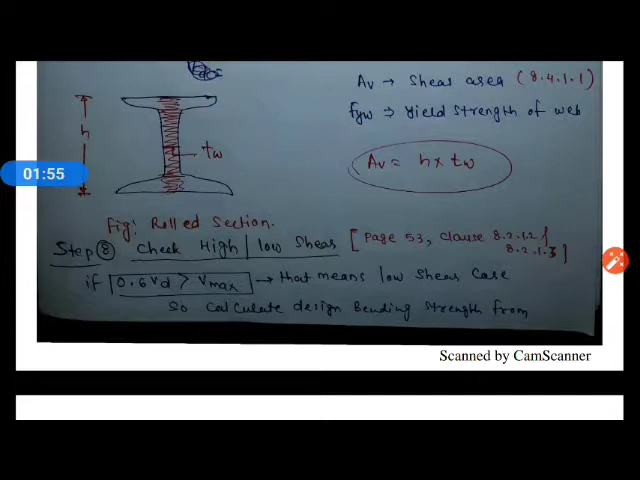 Av → Shear area (8.4.1.1)
fyw → Yield strength of web
h
tw
Av = h x tw
01:55
Fig: Rolled Section.
Step 8 Check High / low Shear [Page 53, Clause 8.2.1.2 / 8.2.1.3]
if 0.6Vd > Vmax → that means low shear case
so calculate design Bending strength from
Scanned by CamScanner